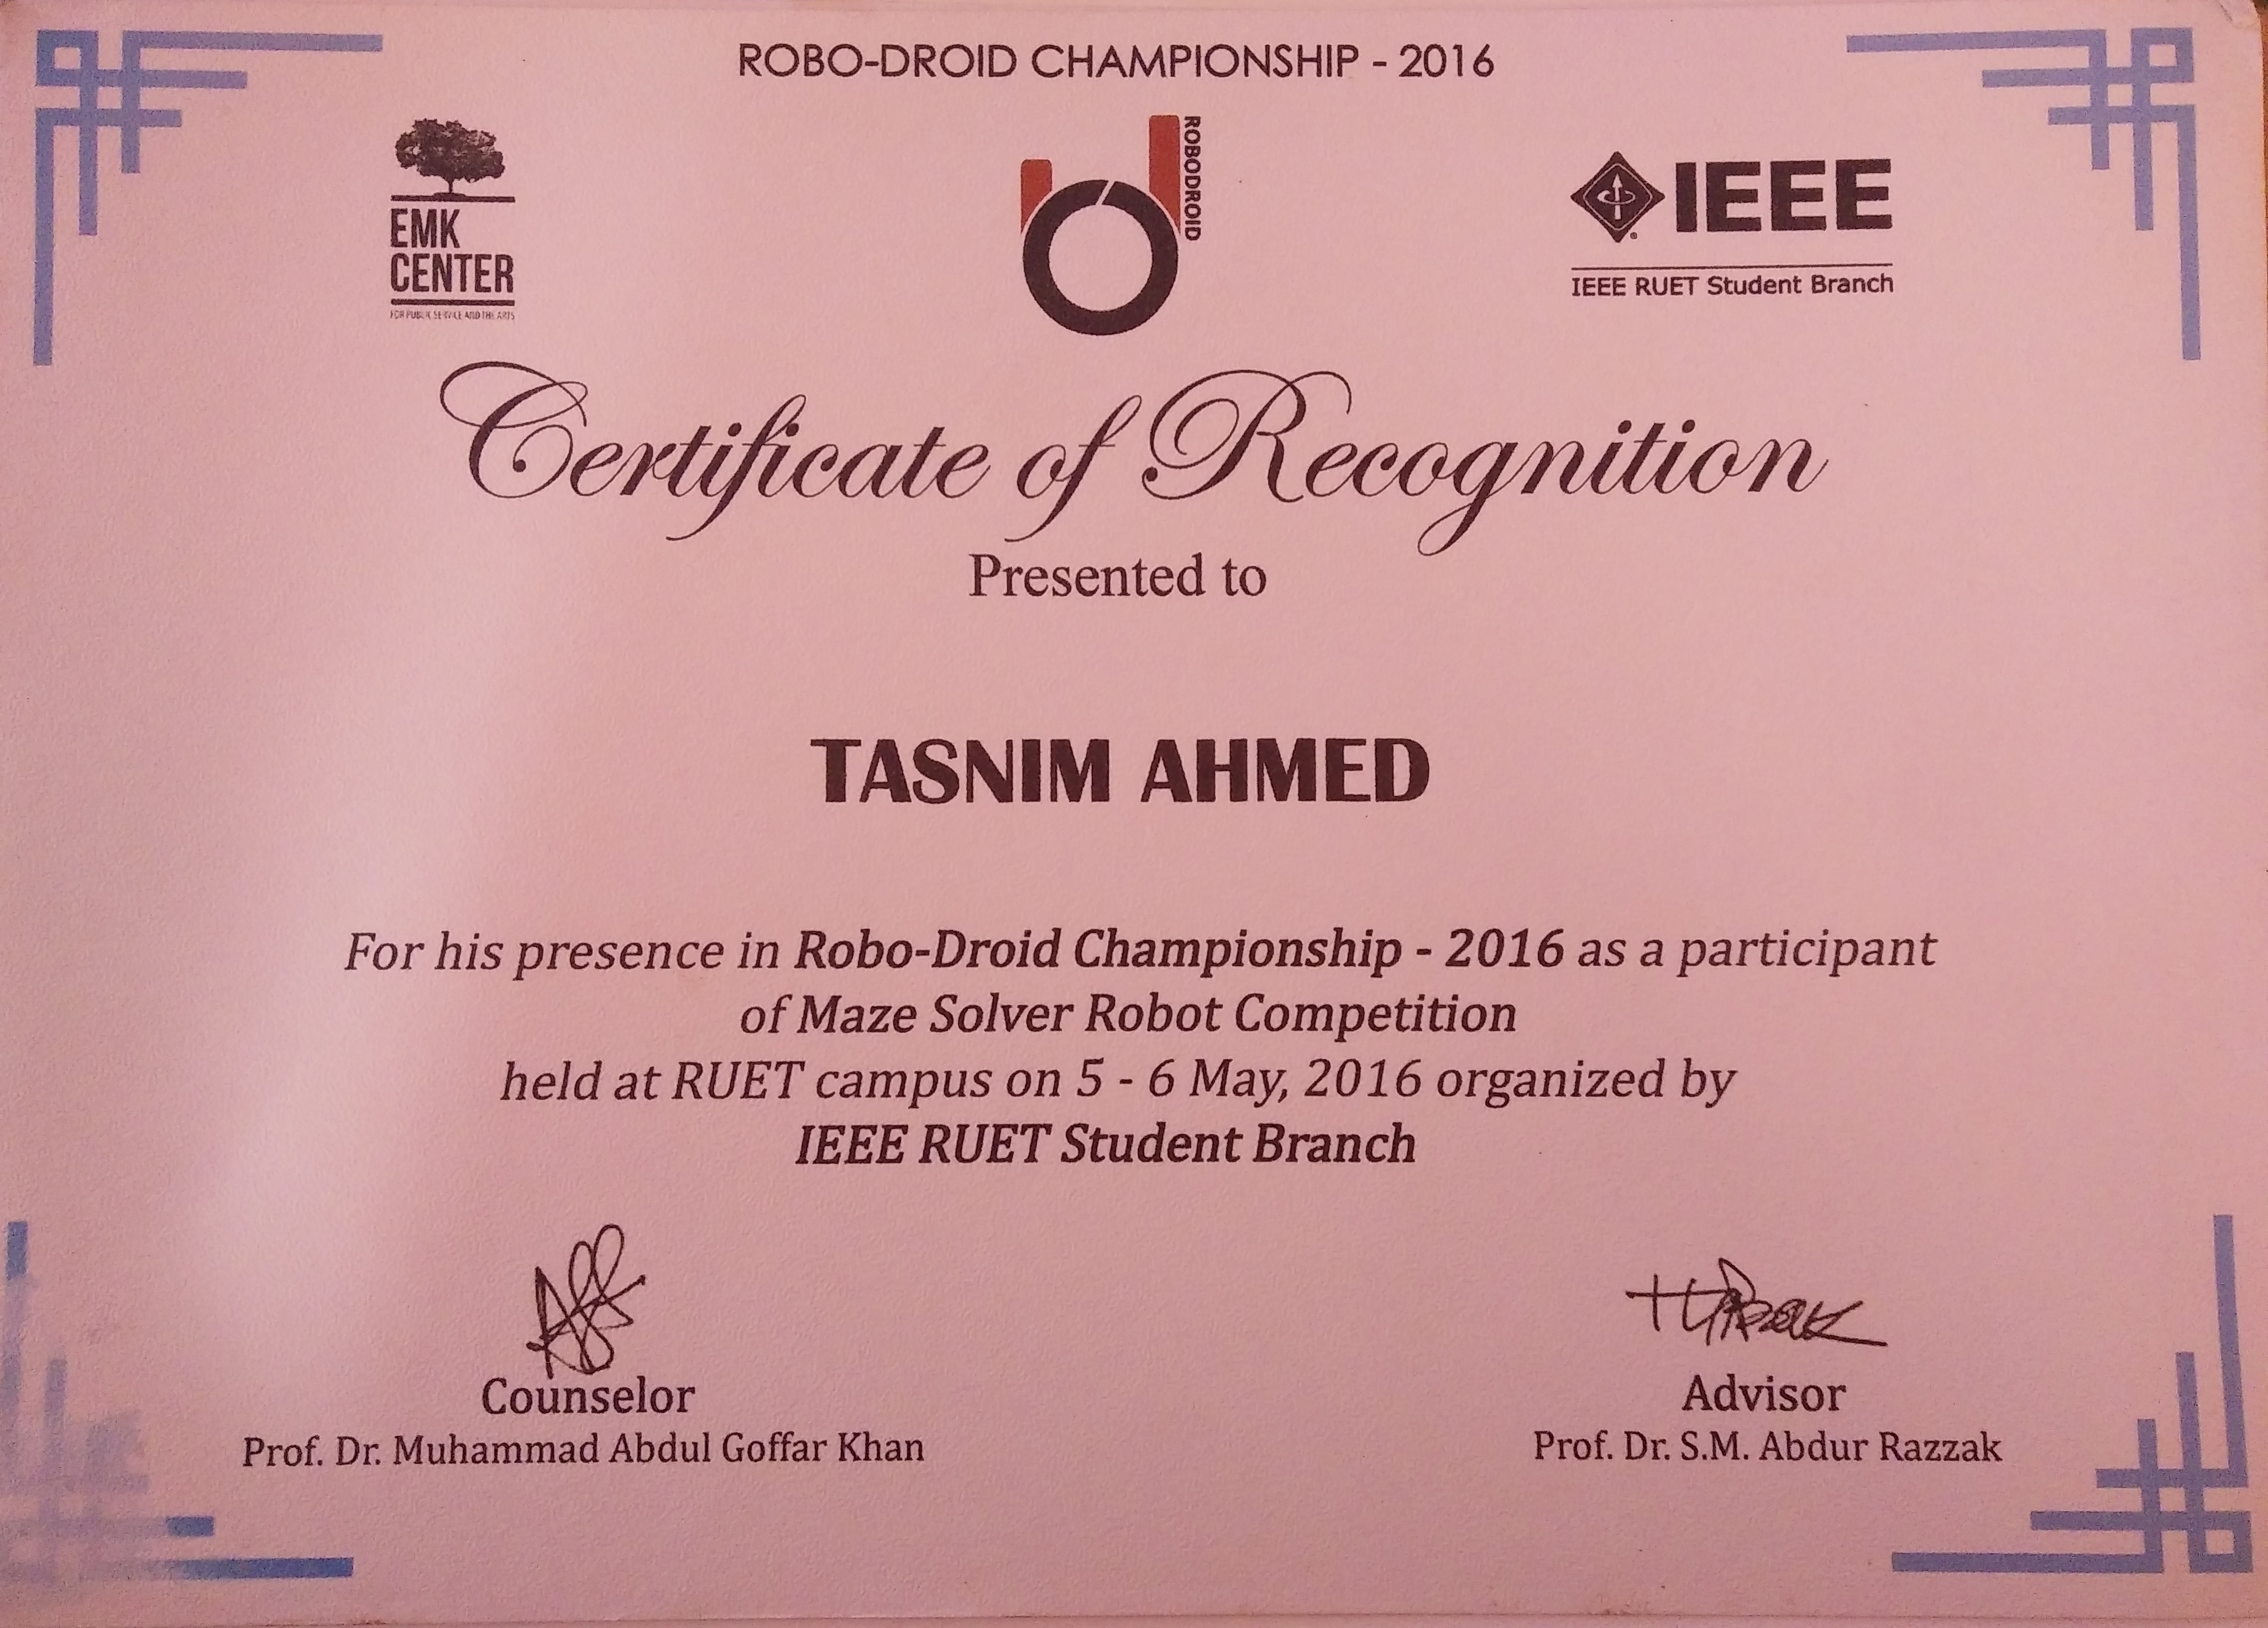 ROBO-DROID CHAMPIONSHIP - 2016
EMK
CENTER
FOR PUBLIC SERVICE AND THE ARTS
ROBODROID
IEEE
IEEE RUET Student Branch
Certificate of Recognition
Presented to
TASNIM AHMED
For his presence in Robo-Droid Championship - 2016 as a participant
of Maze Solver Robot Competition
held at RUET campus on 5 - 6 May, 2016 organized by
IEEE RUET Student Branch
Counselor
Prof. Dr. Muhammad Abdul Goffar Khan
Advisor
Prof. Dr. S.M. Abdur Razzak